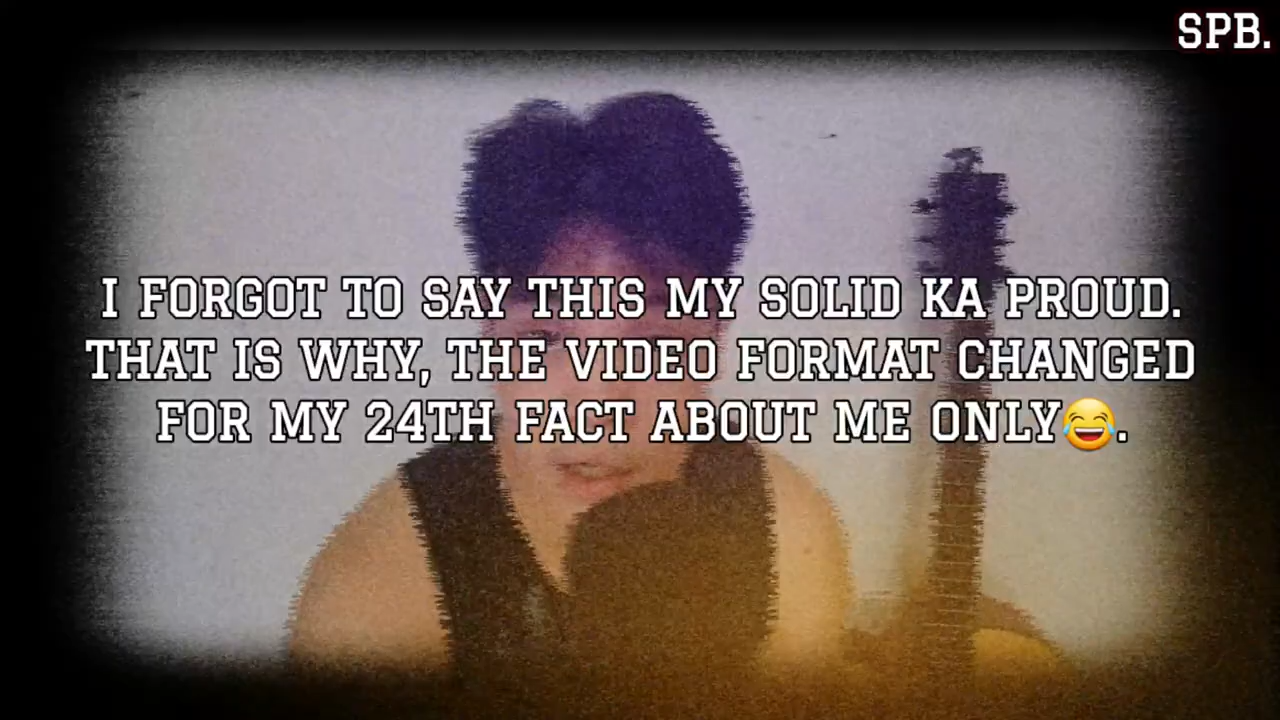 SPB.
I FORGOT TO SAY THIS MY SOLID KA PROUD.
THAT IS WHY, THE VIDEO FORMAT CHANGED
FOR MY 24TH FACT ABOUT ME ONLY😂.